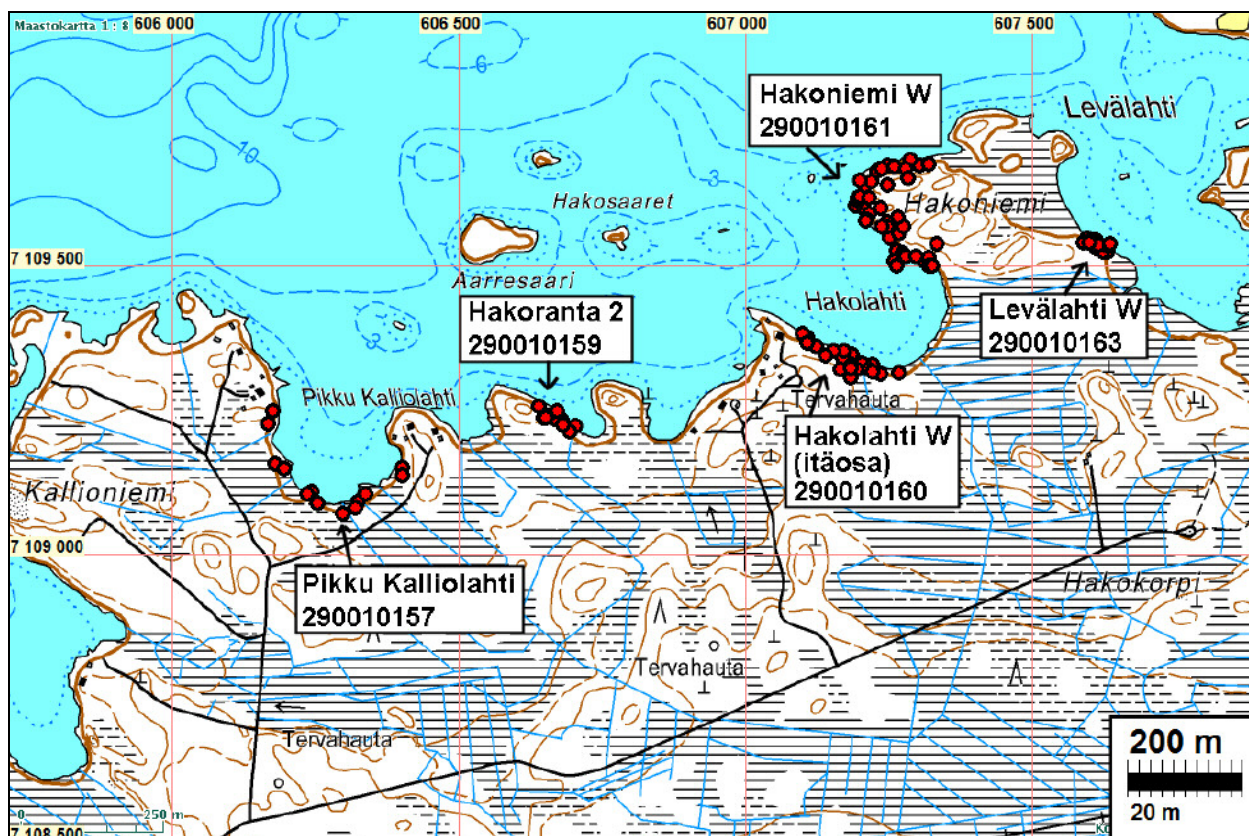 Maastokartta 1 : 8
606 000
606 500
607 000
607 500
6
10
3
3
Hakoniemi W
290010161
Levälahti
Hakosaaret
Hakoniemi
7 109 500
Aarresaari
Hakoranta 2
290010159
Hakolahti
Levälahti W
290010163
Pikku Kalliolahti
Tervahauta
Hakolahti W
(itäosa)
290010160
Kallioniemi
7 109 000
Pikku Kalliolahti
290010157
Hakokorpi
Tervahauta
Tervahauta
200 m
20 m
0
250 m
7 108 500